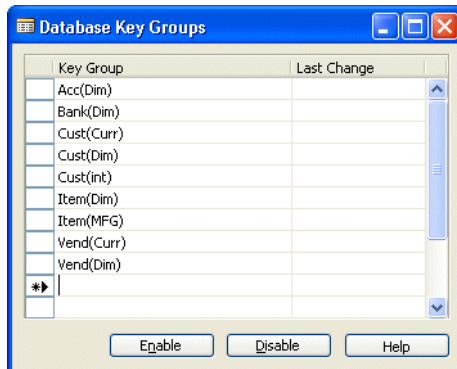 Database Key Groups
Key Group Last Change
Acc(Dim)
Bank(Dim)
Cust(Curr)
Cust(Dim)
Cust(int)
Item(Dim)
Item(MFG)
Vend(Curr)
Vend(Dim)
Enable Disable Help